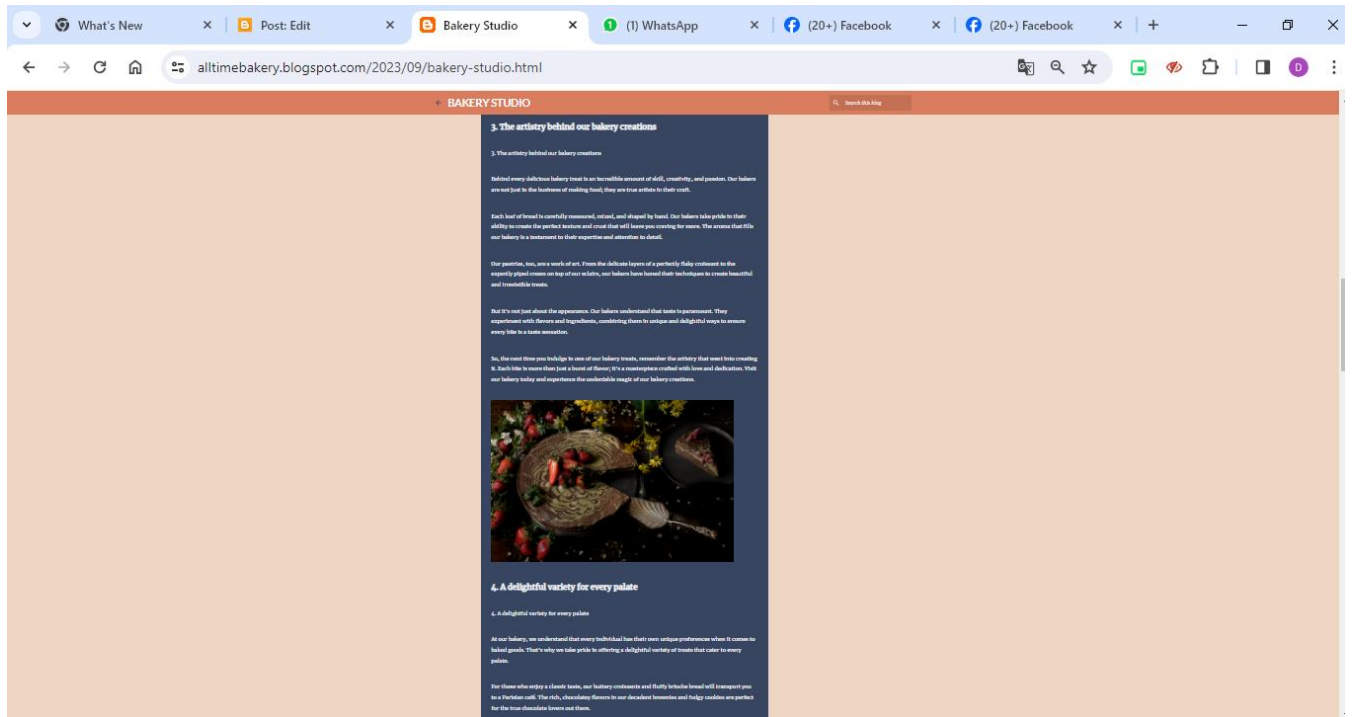 What's New
Post: Edit
Bakery Studio
(1) WhatsApp
(20+) Facebook
(20+) Facebook
alltimebakery.blogspot.com/2023/09/bakery-studio.html
D
BAKERY STUDIO
Search this blog
3. The artistry behind our bakery creations
3. The artistry behind our bakery creations
Behind every delicious bakery treat is an incredible amount of skill, creativity, and passion. Our bakers
are not just in the business of making food; they are true artists in their craft.
Each loaf of bread is carefully measured, mixed, and shaped by hand. Our bakers take pride in their
ability to create the perfect texture and crust that will leave you craving for more. The aroma that fills
our bakery is a testament to their expertise and attention to detail.
Our pastries, too, are a work of art. From the delicate layers of a perfectly flaky croissant to the
expertly piped cream on top of our eclairs, our bakers have honed their techniques to create beautiful
and irresistible treats.
But it's not just about the appearance. Our bakers understand that taste is paramount. They
experiment with flavors and ingredients, combining them in unique and delightful ways to ensure
every bite is a taste sensation.
So, the next time you indulge in one of our bakery treats, remember the artistry that went into creating
it. Each bite is more than just a burst of flavor; it's a masterpiece crafted with love and dedication. Visit
our bakery today and experience the undeniable magic of our bakery creations.
4. A delightful variety for every palate
4. A delightful variety for every palate
At our bakery, we understand that every individual has their own unique preferences when it comes to
baked goods. That's why we take pride in offering a delightful variety of treats that cater to every
palate.
For those who enjoy a classic taste, our buttery croissants and fluffy brioche bread will transport you
to a Parisian café. The rich, chocolatey flavors in our decadent brownies and fudgy cookies are perfect
for the true chocolate lovers out there.